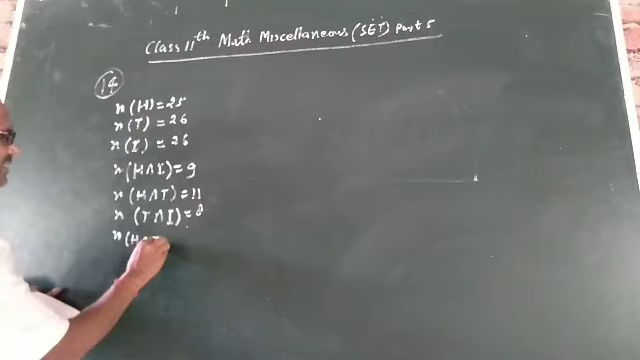 Class 11th Math Miscellaneous (SET) Part 5
14
n (H) = 25
n (T) = 26
n (I) = 26
n (H ∩ I) = 9
n (H ∩ T) = 11
n (T ∩ I) = 8
n (H ∩